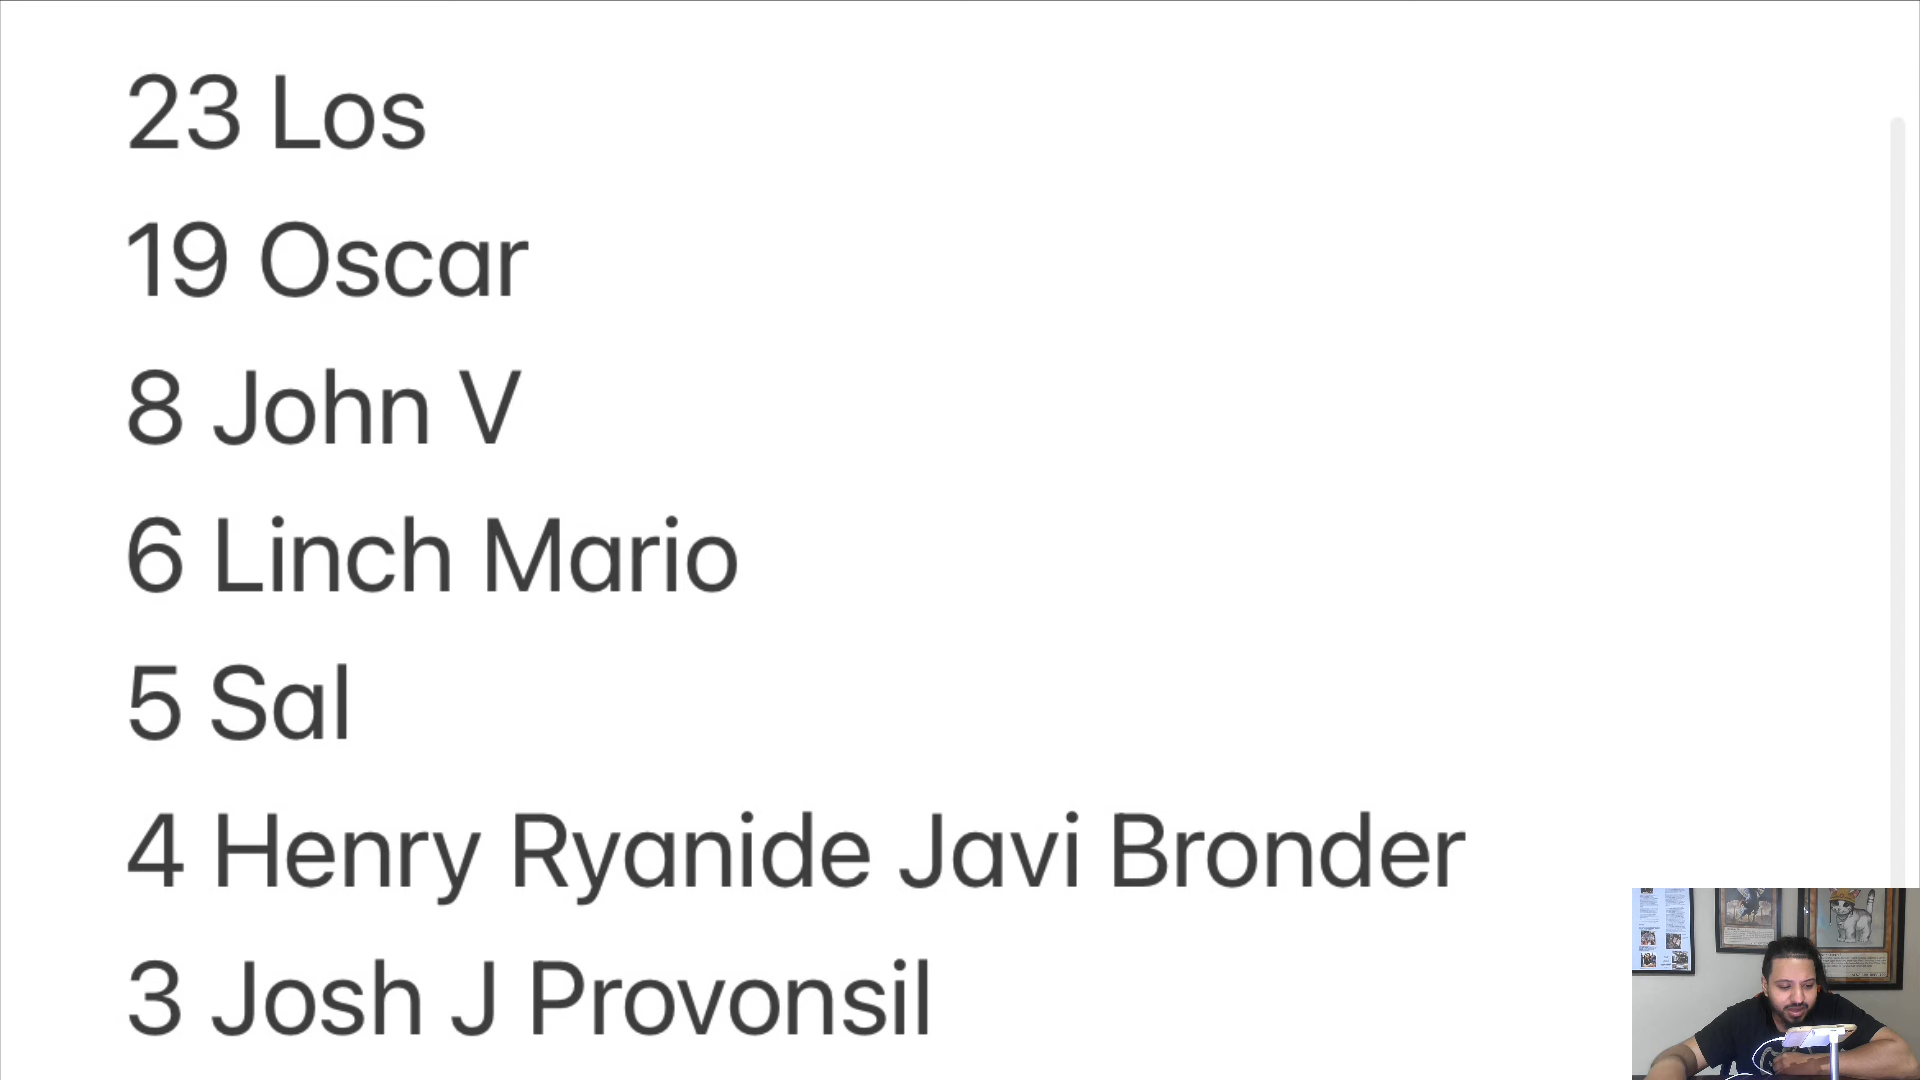 23 Los
19 Oscar
8 John V
6 Linch Mario
5 Sal
4 Henry Ryanide Javi Bronder
3 Josh J Provonsil